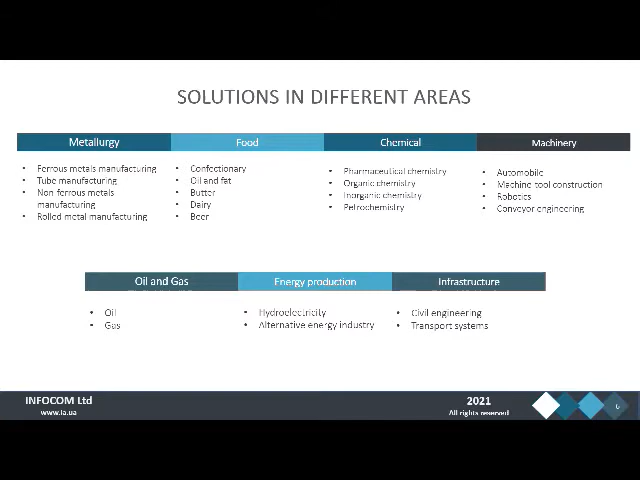 SOLUTIONS IN DIFFERENT AREAS
Metallurgy
• Ferrous metals manufacturing
• Tube manufacturing
• Non-ferrous metals
manufacturing
• Rolled metal manufacturing
Food
• Confectionary
• Oil and fat
• Butter
• Dairy
• Beer
Chemical
• Pharmaceutical chemistry
• Organic chemistry
• Inorganic chemistry
• Petrochemistry
Machinery
• Automobile
• Machine-tool construction
• Robotics
• Conveyor engineering
Oil and Gas
• Oil
• Gas
Energy production
• Hydroelectricity
• Alternative energy industry
Infrastructure
• Civil engineering
• Transport systems
INFOCOM Ltd
www.ia.ua
2021
All rights reserved
6